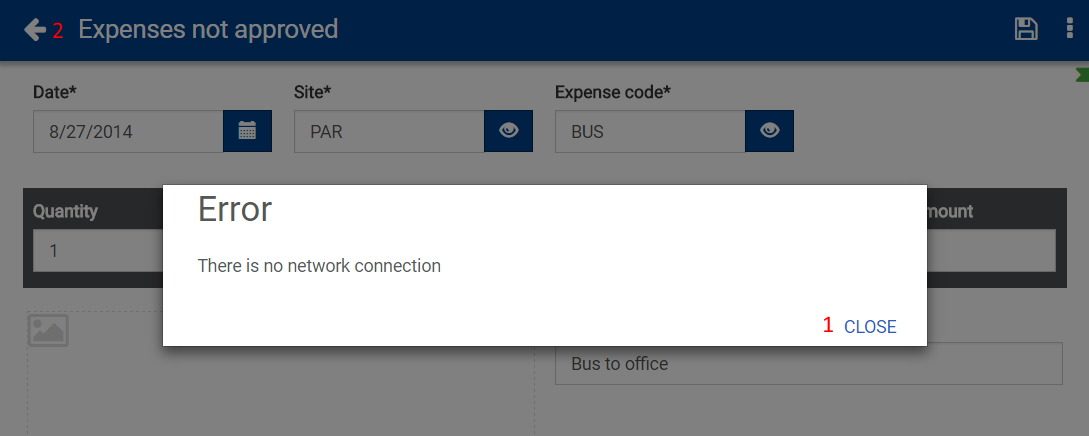 2 Expenses not approved
Date* Site* Expense code*
8/27/2014 PAR BUS
Quantity mount
1
Error
There is no network connection
1 CLOSE
Bus to office